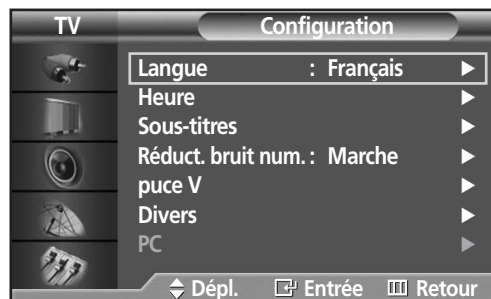 TV Configuration
Langue : Français
Heure
Sous-titres
Réduct. bruit num. : Marche
puce V
Divers
PC
Dépl. Entrée Retour